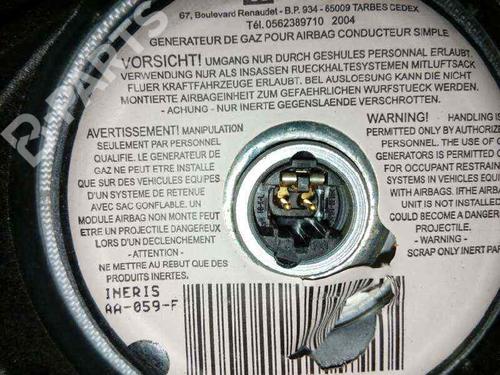 67, Boulevard Renaudet - B.P. 934 - 65009 TARBES CEDEX
Tél. 0562389710 2004
GENERATEUR DE GAZ POUR AIRBAG CONDUCTEUR SIMPLE
VORSICHT! UMGANG NUR DURCH GESHULES PERSONNAL ERLAUBT.
VERWENDUNG NUR ALS INSASSEN RUECKHALTESYSTEMEN MITLUFTSACK
FLUER KRAFTFAHRZEUGE ERLAUBT. BEI AUSLOESUNG KANN DIE NICHT
MONTIERTE AIRBAGEINHEIT ZUM GEFAEHRLICHEN WURFSTUECK WERDEN.
- ACHUNG - NUR INERTE GEGENSLAENDE VERSCHROTTEN.
AVERTISSEMENT! MANIPULATION
SEULEMENT PAR PERSONNEL
QUALIFIE. LE GENERATEUR DE
GAZ NE PEUT ETRE INSTALLE
QUE SUR DES VEHICULES EQUIPES
D'UN SYSTEME DE RETENUE
AVEC SAC GONFLABLE. UN
MODULE AIRBAG NON MONTE PEUT
ETRE UN PROJECTILE DANGEREUX
LORS D'UN DECLENCHEMENT
- ATTENTION -
NE METTRE AU REBUT QUE DES
PRODUITS INERTES.
WARNING! HANDLING IS
PERMITTED ONLY BY AUTHORIZ
PERSONNEL. THE USE OF G
GENERATORS IS PERMITTED ON
FOR OCCUPANT RESTRAIN
SYSTEMS IN VEHICLES EQUIPP
WITH AIRBAGS. IF THE AIRB
UNIT IS NOT INSTALLED
COULD BECOME A DANGER
PROJECTILE.
- WARNING -
SCRAP ONLY INERT PAR
INERIS
AA-059-F
B-PARTS